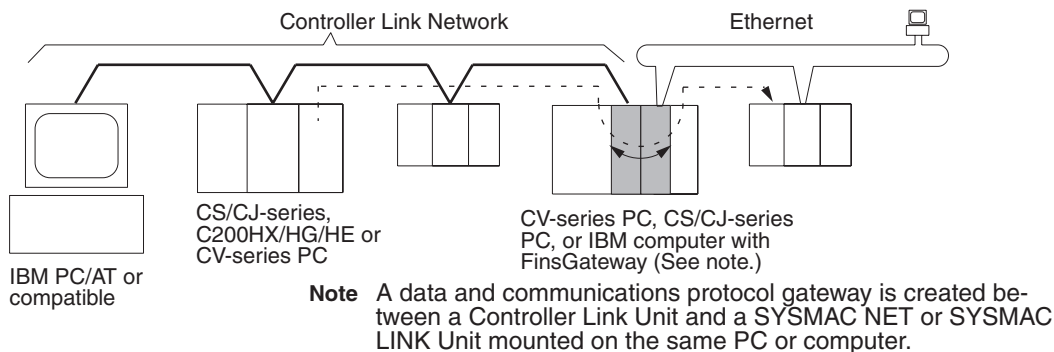 Controller Link Network
Ethernet
CS/CJ-series,
C200HX/HG/HE or
CV-series PC
CV-series PC, CS/CJ-series
PC, or IBM computer with
FinsGateway (See note.)
IBM PC/AT or
compatible
Note A data and communications protocol gateway is created be-
tween a Controller Link Unit and a SYSMAC NET or SYSMAC
LINK Unit mounted on the same PC or computer.